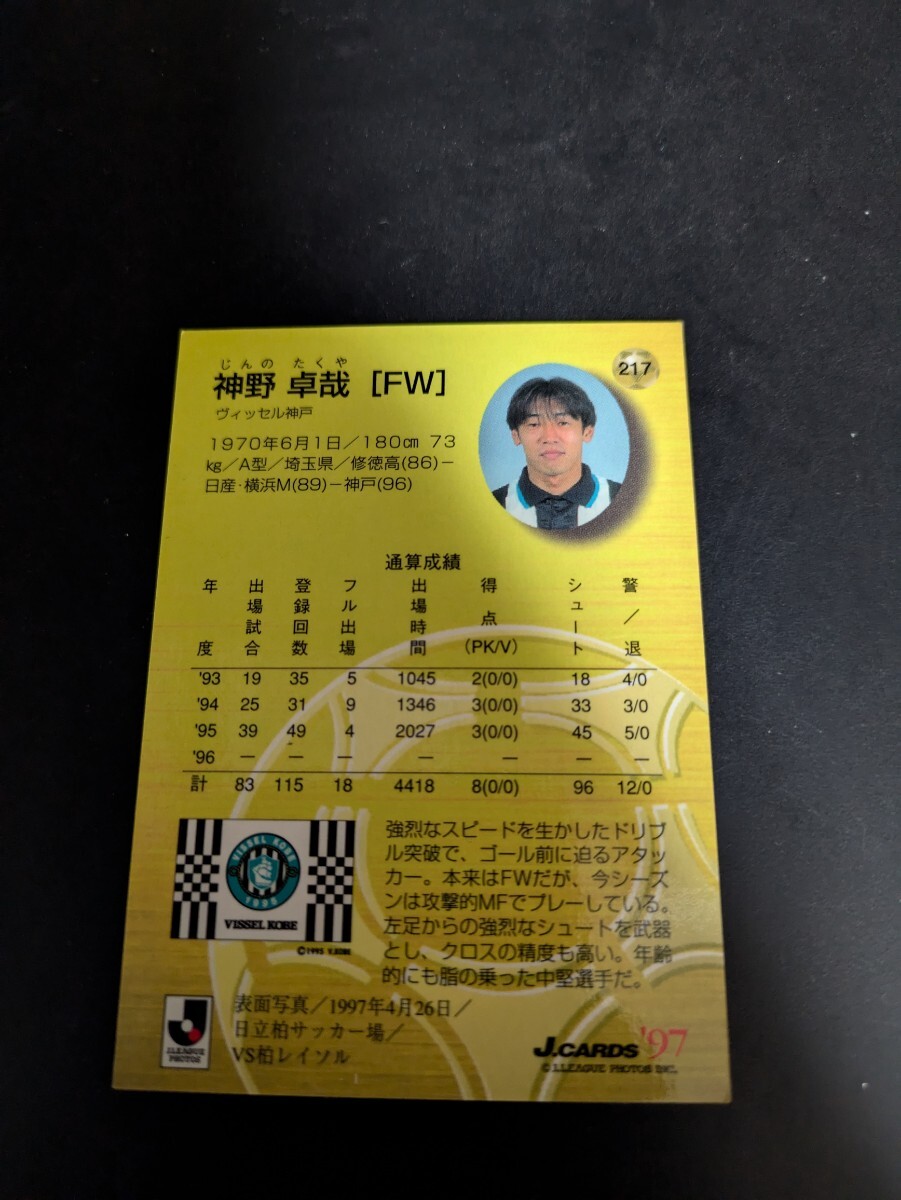 じんの たくや
神野 卓哉 [FW]
217
ヴィッセル神戸
1970年6月1日／180㎝ 73
㎏／A型／埼玉県／修徳高(86)−
日産·横浜M(89)−神戸(96)
通算成績
年度 出場試合 登録回数 フル出場 出場時間 得点(PK/V) シュート 警／退
'93 19 35 5 1045 2(0/0) 18 4/0
'94 25 31 9 1346 3(0/0) 33 3/0
'95 39 49 4 2027 3(0/0) 45 5/0
'96 — — — — — — —
計 83 115 18 4418 8(0/0) 96 12/0
VISSEL KOBE
1995
VISSEL KOBE
©1995 V.KOBE
強烈なスピードを生かしたドリブ
ル突破で、ゴール前に迫るアタッ
カー。本来はFWだが、今シーズ
ンは攻撃的MFでプレーしている。
左足からの強烈なシュートを武器
とし、クロスの精度も高い。年齢
的にも脂の乗った中堅選手だ。
J.LEAGUE
PHOTOS
表面写真／1997年4月26日／
日立柏サッカー場／
VS柏レイソル
J.CARDS '97
© J.LEAGUE PHOTOS INC.